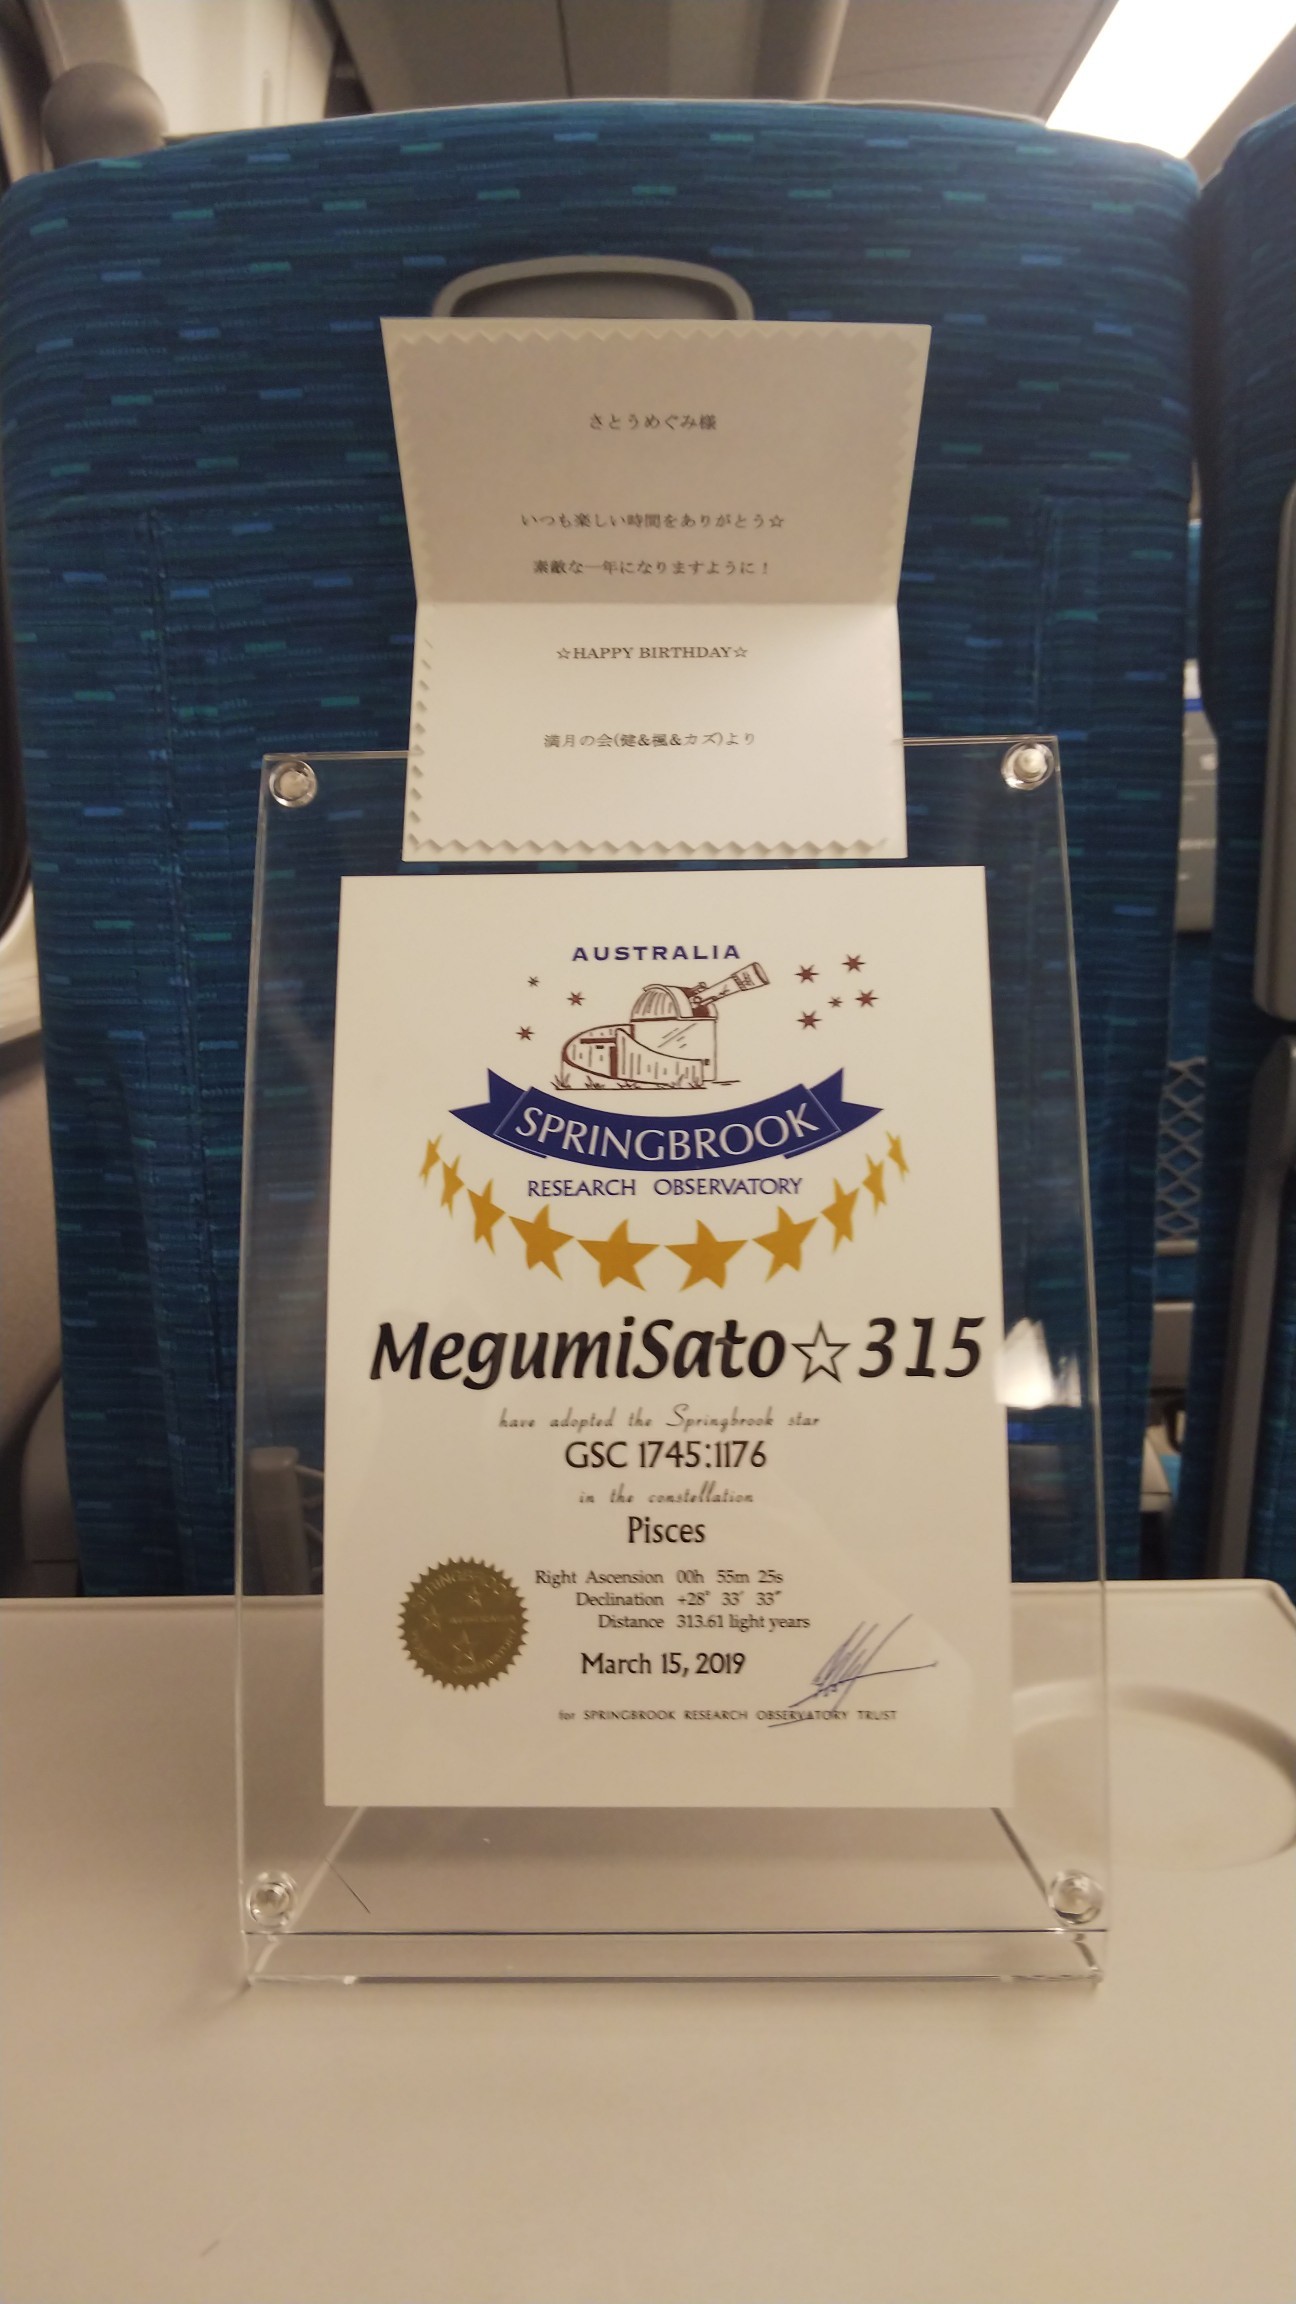 さとうめぐみ様
いつも楽しい時間をありがとう☆
素敵な一年になりますように！
☆HAPPY BIRTHDAY☆
満月の会(健&楓&カズ)より
AUSTRALIA
SPRINGBROOK
RESEARCH OBSERVATORY
MegumiSato☆315
have adopted the Springbrook star
GSC 1745:1176
in the constellation
Pisces
Right Ascension 00h 55m 25s
Declination +28° 33' 33"
Distance 313.61 light years
March 15, 2019
for SPRINGBROOK RESEARCH OBSERVATORY TRUST